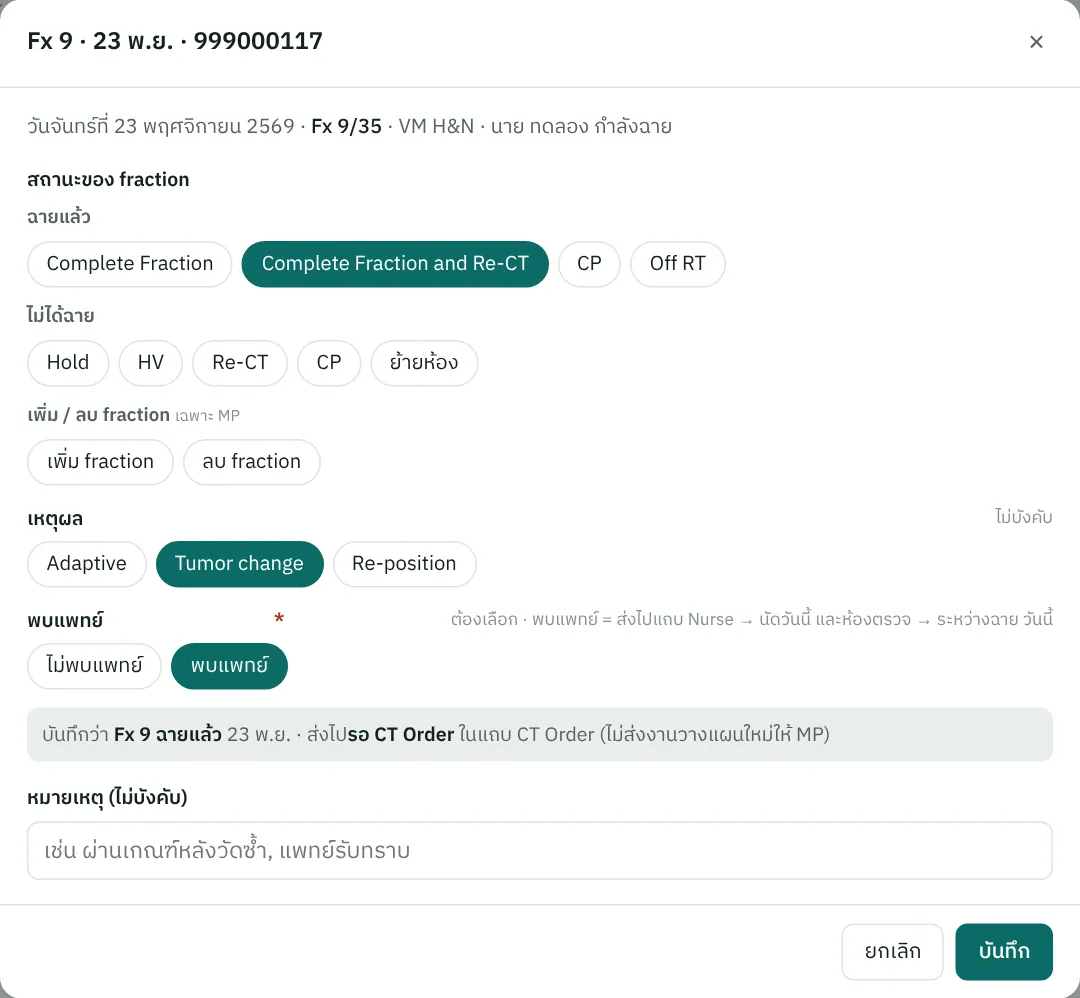 Fx 9 · 23 พ.ย. · 999000117 ×
วันจันทร์ที่ 23 พฤศจิกายน 2569 · Fx 9/35 · VM H&N · นาย ทดลอง กำลังฉาย
สถานะของ fraction
ฉายแล้ว
Complete Fraction Complete Fraction and Re-CT CP Off RT
ไม่ได้ฉาย
Hold HV Re-CT CP ย้ายห้อง
เพิ่ม / ลบ fraction เฉพาะ MP
เพิ่ม fraction ลบ fraction
เหตุผล ไม่บังคับ
Adaptive Tumor change Re-position
พบแพทย์ * ต้องเลือก · พบแพทย์ = ส่งไปแถบ Nurse → นัดวันนี้ และห้องตรวจ → ระหว่างฉาย วันนี้
ไม่พบแพทย์ พบแพทย์
บันทึกว่า Fx 9 ฉายแล้ว 23 พ.ย. · ส่งไปรอ CT Order ในแถบ CT Order (ไม่ส่งงานวางแผนใหม่ให้ MP)
หมายเหตุ (ไม่บังคับ)
เช่น ผ่านเกณฑ์หลังวัดซ้ำ, แพทย์รับทราบ
ยกเลิก บันทึก